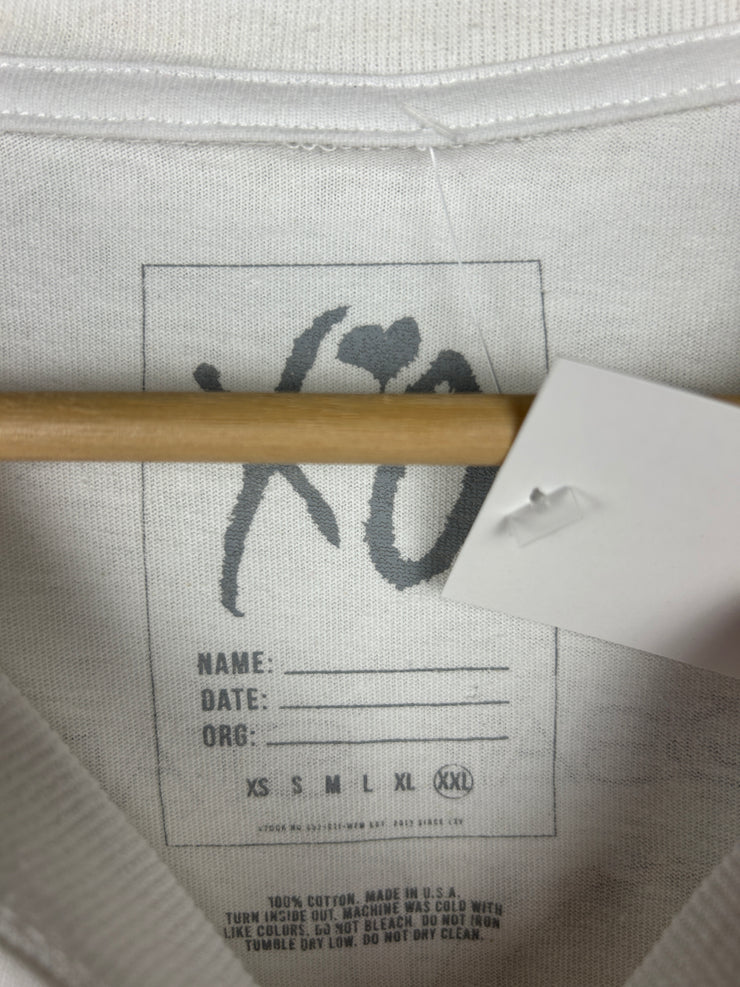 XO
NAME:
DATE:
ORG:
XS S M L XL XXL
100% COTTON. MADE IN U.S.A.
TURN INSIDE OUT. MACHINE WAS COLD WITH
LIKE COLORS. DO NOT BLEACH. DO NOT IRON
TUMBLE DRY LOW. DO NOT DRY CLEAN.